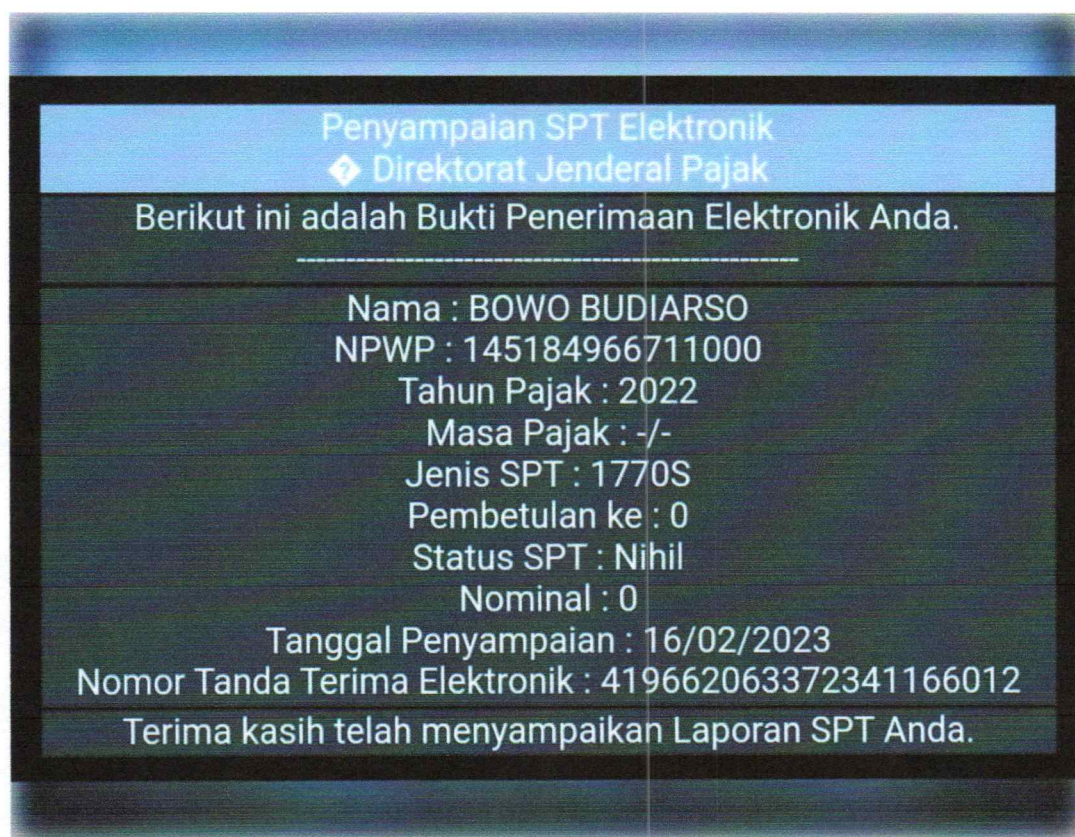 Penyampaian SPT Elektronik
� Direktorat Jenderal Pajak
Berikut ini adalah Bukti Penerimaan Elektronik Anda.
--------------------------------------------------
Nama : BOWO BUDIARSO
NPWP : 145184966711000
Tahun Pajak : 2022
Masa Pajak : -/-
Jenis SPT : 1770S
Pembetulan ke : 0
Status SPT : Nihil
Nominal : 0
Tanggal Penyampaian : 16/02/2023
Nomor Tanda Terima Elektronik : 419662063372341166012
Terima kasih telah menyampaikan Laporan SPT Anda.